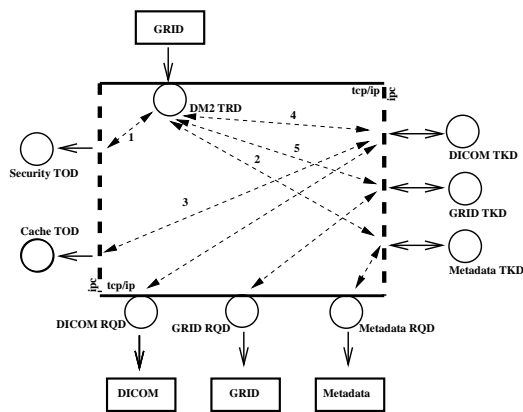 GRID
tcp/ip
ipc
DM2 TRD
4
1
2
5
DICOM TKD
Security TOD
3
GRID TKD
Cache TOD
Metadata TKD
ipc
tcp/ip
DICOM RQD
GRID RQD
Metadata RQD
DICOM
GRID
Metadata